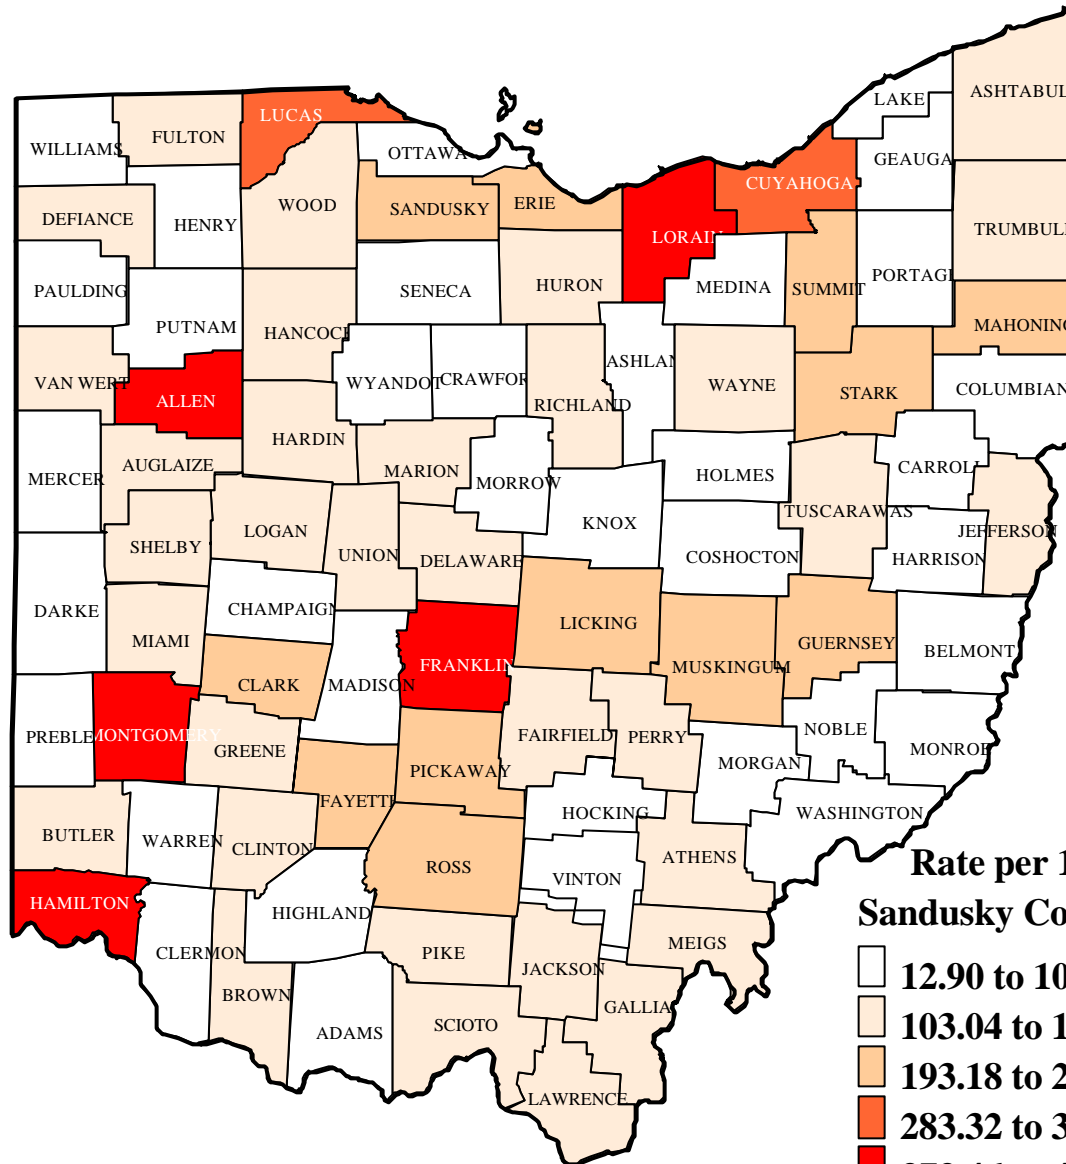 LAKE
ASHTABUL
LUCAS
FULTON
WILLIAMS
OTTAWA
GEAUGA
CUYAHOGA
WOOD
SANDUSKY
ERIE
DEFIANCE
HENRY
LORAIN
TRUMBULL
PAULDING
SENECA
HURON
MEDINA
SUMMIT
PORTAGE
PUTNAM
HANCOCK
MAHONING
VAN WERT
ALLEN
WYANDOT
CRAWFOR
ASHLAN
RICHLAND
WAYNE
STARK
COLUMBIAN
HARDIN
MERCER
AUGLAIZE
MARION
MORROW
HOLMES
CARROLL
KNOX
TUSCARAWAS
LOGAN
SHELBY
UNION
DELAWARE
COSHOCTON
HARRISON
JEFFERSON
DARKE
CHAMPAIGN
MIAMI
LICKING
GUERNSEY
BELMONT
CLARK
MADISON
FRANKLIN
MUSKINGUM
PREBLE
MONTGOMERY
GREENE
FAIRFIELD
PERRY
NOBLE
MONROE
PICKAWAY
MORGAN
FAYETTE
HOCKING
WASHINGTON
BUTLER
WARREN
CLINTON
ROSS
VINTON
ATHENS
HAMILTON
HIGHLAND
CLERMON
PIKE
JACKSON
MEIGS
BROWN
GALLIA
ADAMS
SCIOTO
LAWRENCE
Rate per 1
Sandusky Co
12.90 to 10
103.04 to 1
193.18 to 2
283.32 to 3